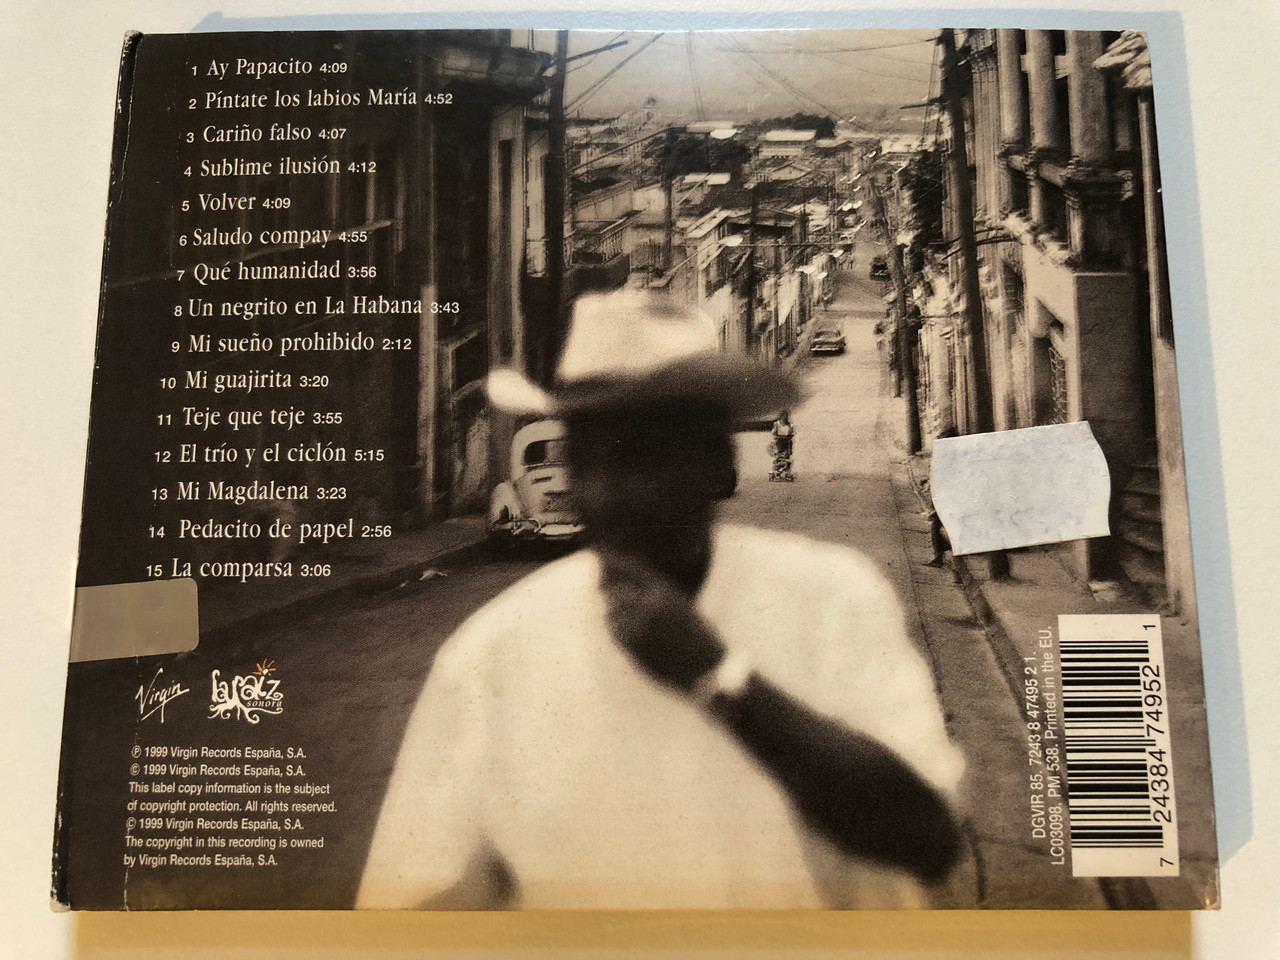 1 Ay Papacito 4:09
2 Píntate los labios María 4:52
3 Cariño falso 4:07
4 Sublime ilusión 4:12
5 Volver 4:09
6 Saludo compay 4:55
7 Qué humanidad 3:56
8 Un negrito en La Habana 3:43
9 Mi sueño prohibido 2:12
10 Mi guajirita 3:20
11 Teje que teje 3:55
12 El trío y el ciclón 5:15
13 Mi Magdalena 3:23
14 Pedacito de papel 2:56
15 La comparsa 3:06
Virgin
laraiz
sonora
℗ 1999 Virgin Records España, S.A.
© 1999 Virgin Records España, S.A.
This label copy information is the subject
of copyright protection. All rights reserved.
© 1999 Virgin Records España, S.A.
The copyright in this recording is owned
by Virgin Records España, S.A.
DGVIR 85. 7243 8 47495 2 1.
LC03098. PM 538. Printed in the EU.
7 24384 74952 1